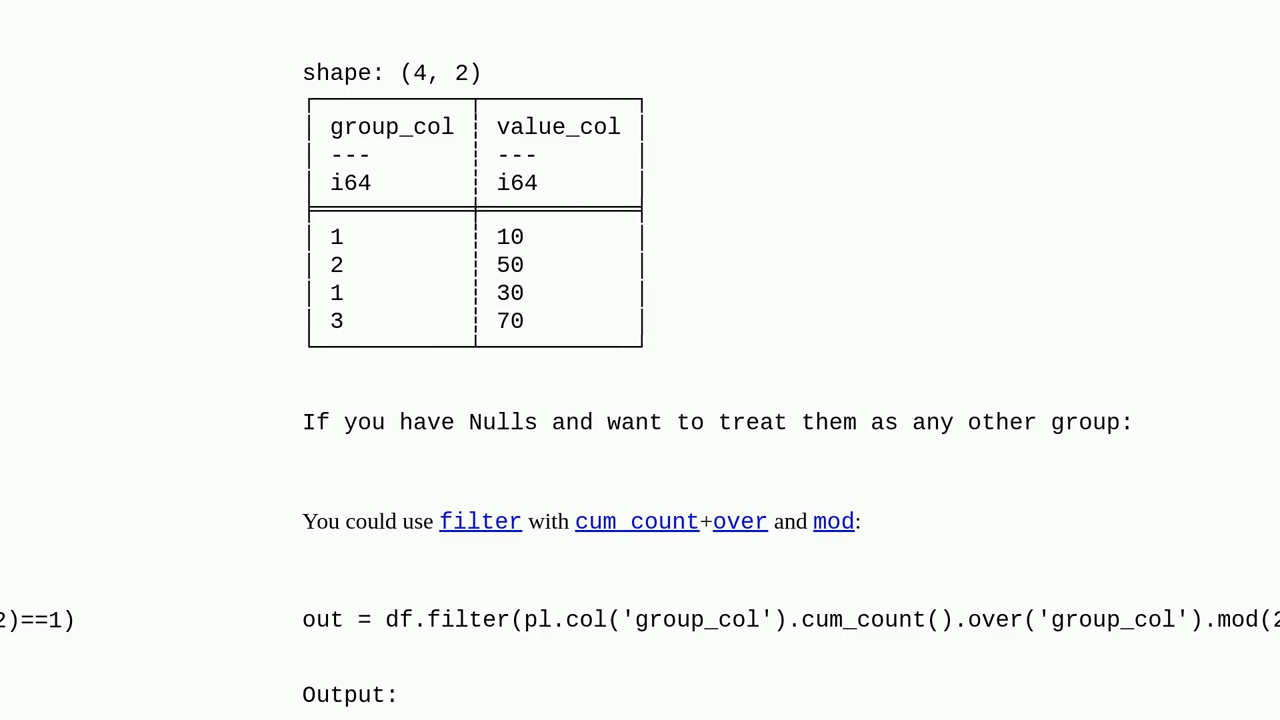 shape: (4, 2)
group_col ┆ value_col
--- ┆ ---
i64 ┆ i64
1 ┆ 10
2 ┆ 50
1 ┆ 30
3 ┆ 70
If you have Nulls and want to treat them as any other group:
You could use filter with cum_count+over and mod:
2)==1)
out = df.filter(pl.col('group_col').cum_count().over('group_col').mod(2
Output: